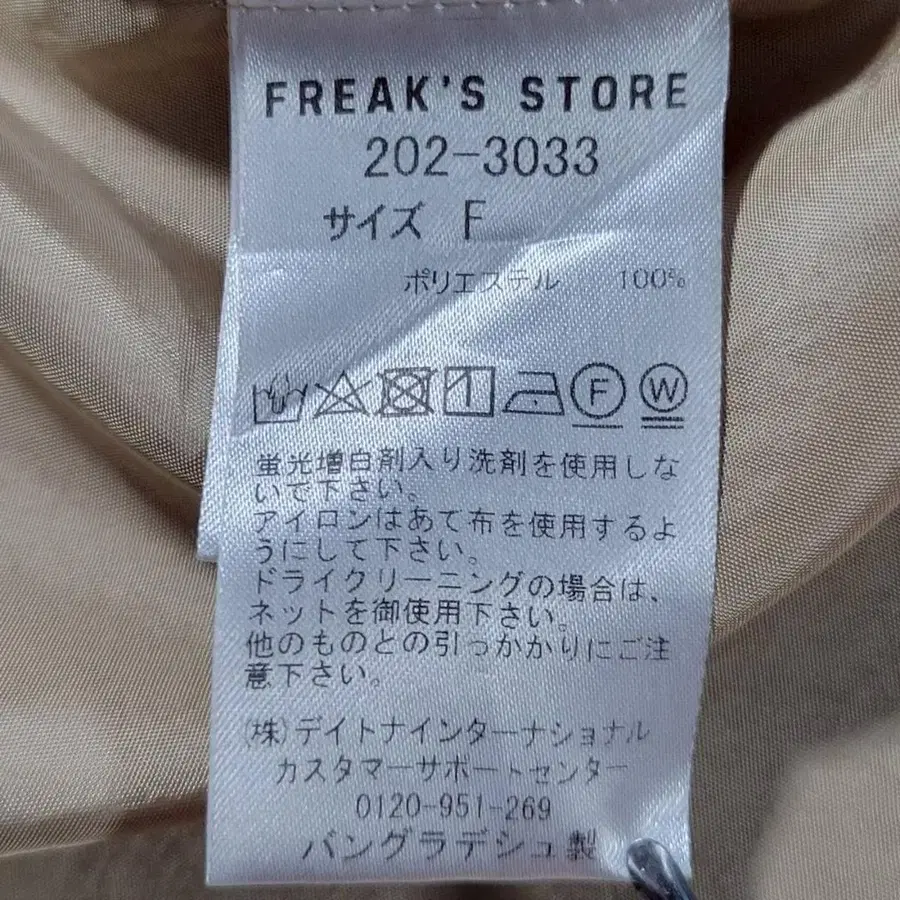 FREAK'S STORE
202-3033
サイズ F
ポリエステル 100%
1 F W
蛍光増白剤入り洗剤を使用しな
いで下さい。
アイロンはあて布を使用するよ
うにして下さい。
ドライクリーニングの場合は、
ネットを御使用下さい。
他のものとの引っかかりにご注
意下さい。
(株)デイトナインターナショナル
カスタマーサポートセンター
0120-951-269
バングラデシュ製